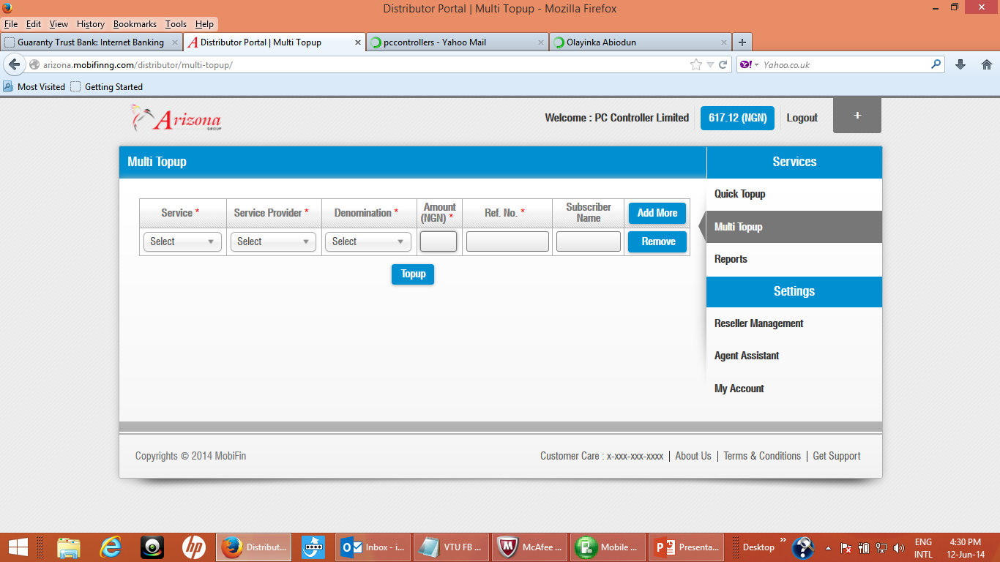 Distributor Portal | Multi Topup - Mozilla Firefox
File Edit View History Bookmarks Tools Help
Guaranty Trust Bank: Internet Banking × Distributor Portal | Multi Topup × pccontrollers - Yahoo Mail × Olayinka Abiodun ×
arizona.mobifinng.com/distributor/multi-topup/ Yahoo.co.uk
Most Visited Getting Started
Arizona GROUP Welcome : PC Controller Limited 617.12 (NGN) Logout +
Multi Topup Services
Quick Topup
Service * Service Provider * Denomination * Amount (NGN) * Ref. No. * Subscriber Name Add More
Multi Topup
Select Select Select Remove
Reports
Topup
Settings
Reseller Management
Agent Assistant
My Account
Copyrights © 2014 MobiFin Customer Care : x-xxx-xxx-xxxx | About Us | Terms & Conditions | Get Support
hp Distribut... Inbox - i... VTU FB ... McAfee ... Mobile ... Presenta... Desktop » ENG 4:30 PM
INTL 12-Jun-14